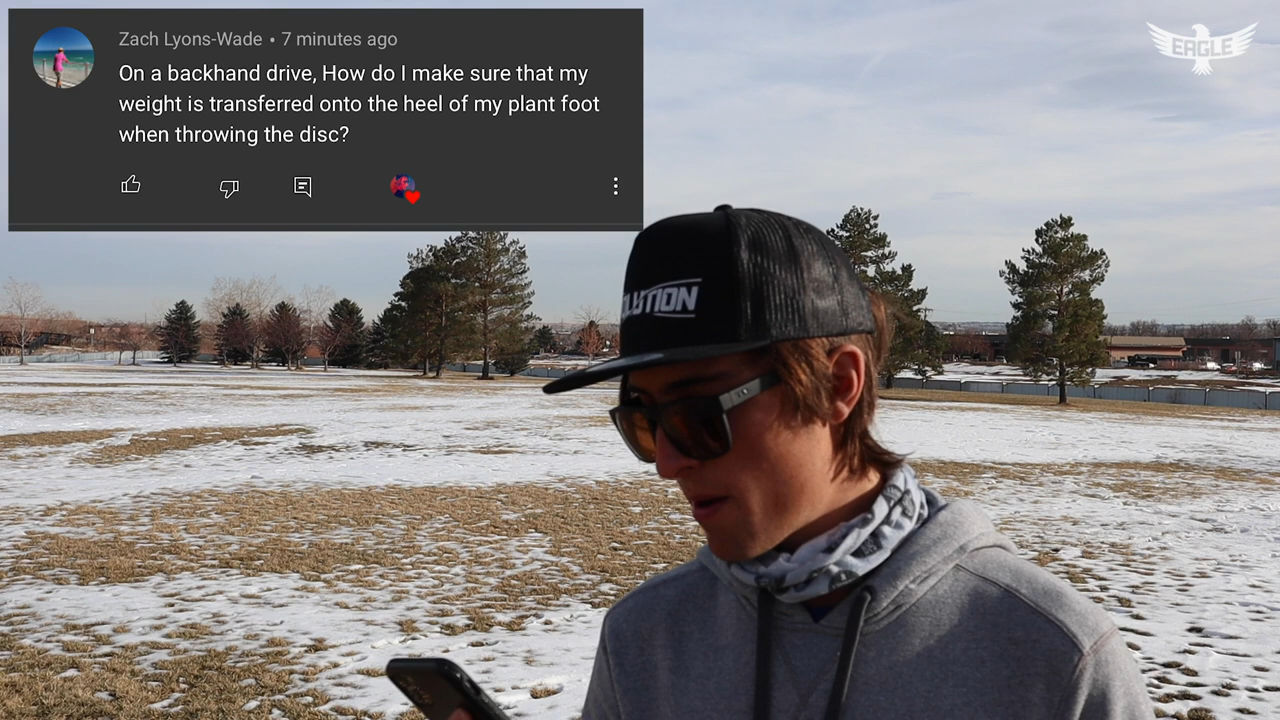 Zach Lyons-Wade • 7 minutes ago
On a backhand drive, How do I make sure that my
weight is transferred onto the heel of my plant foot
when throwing the disc?
EAGLE
LUTION